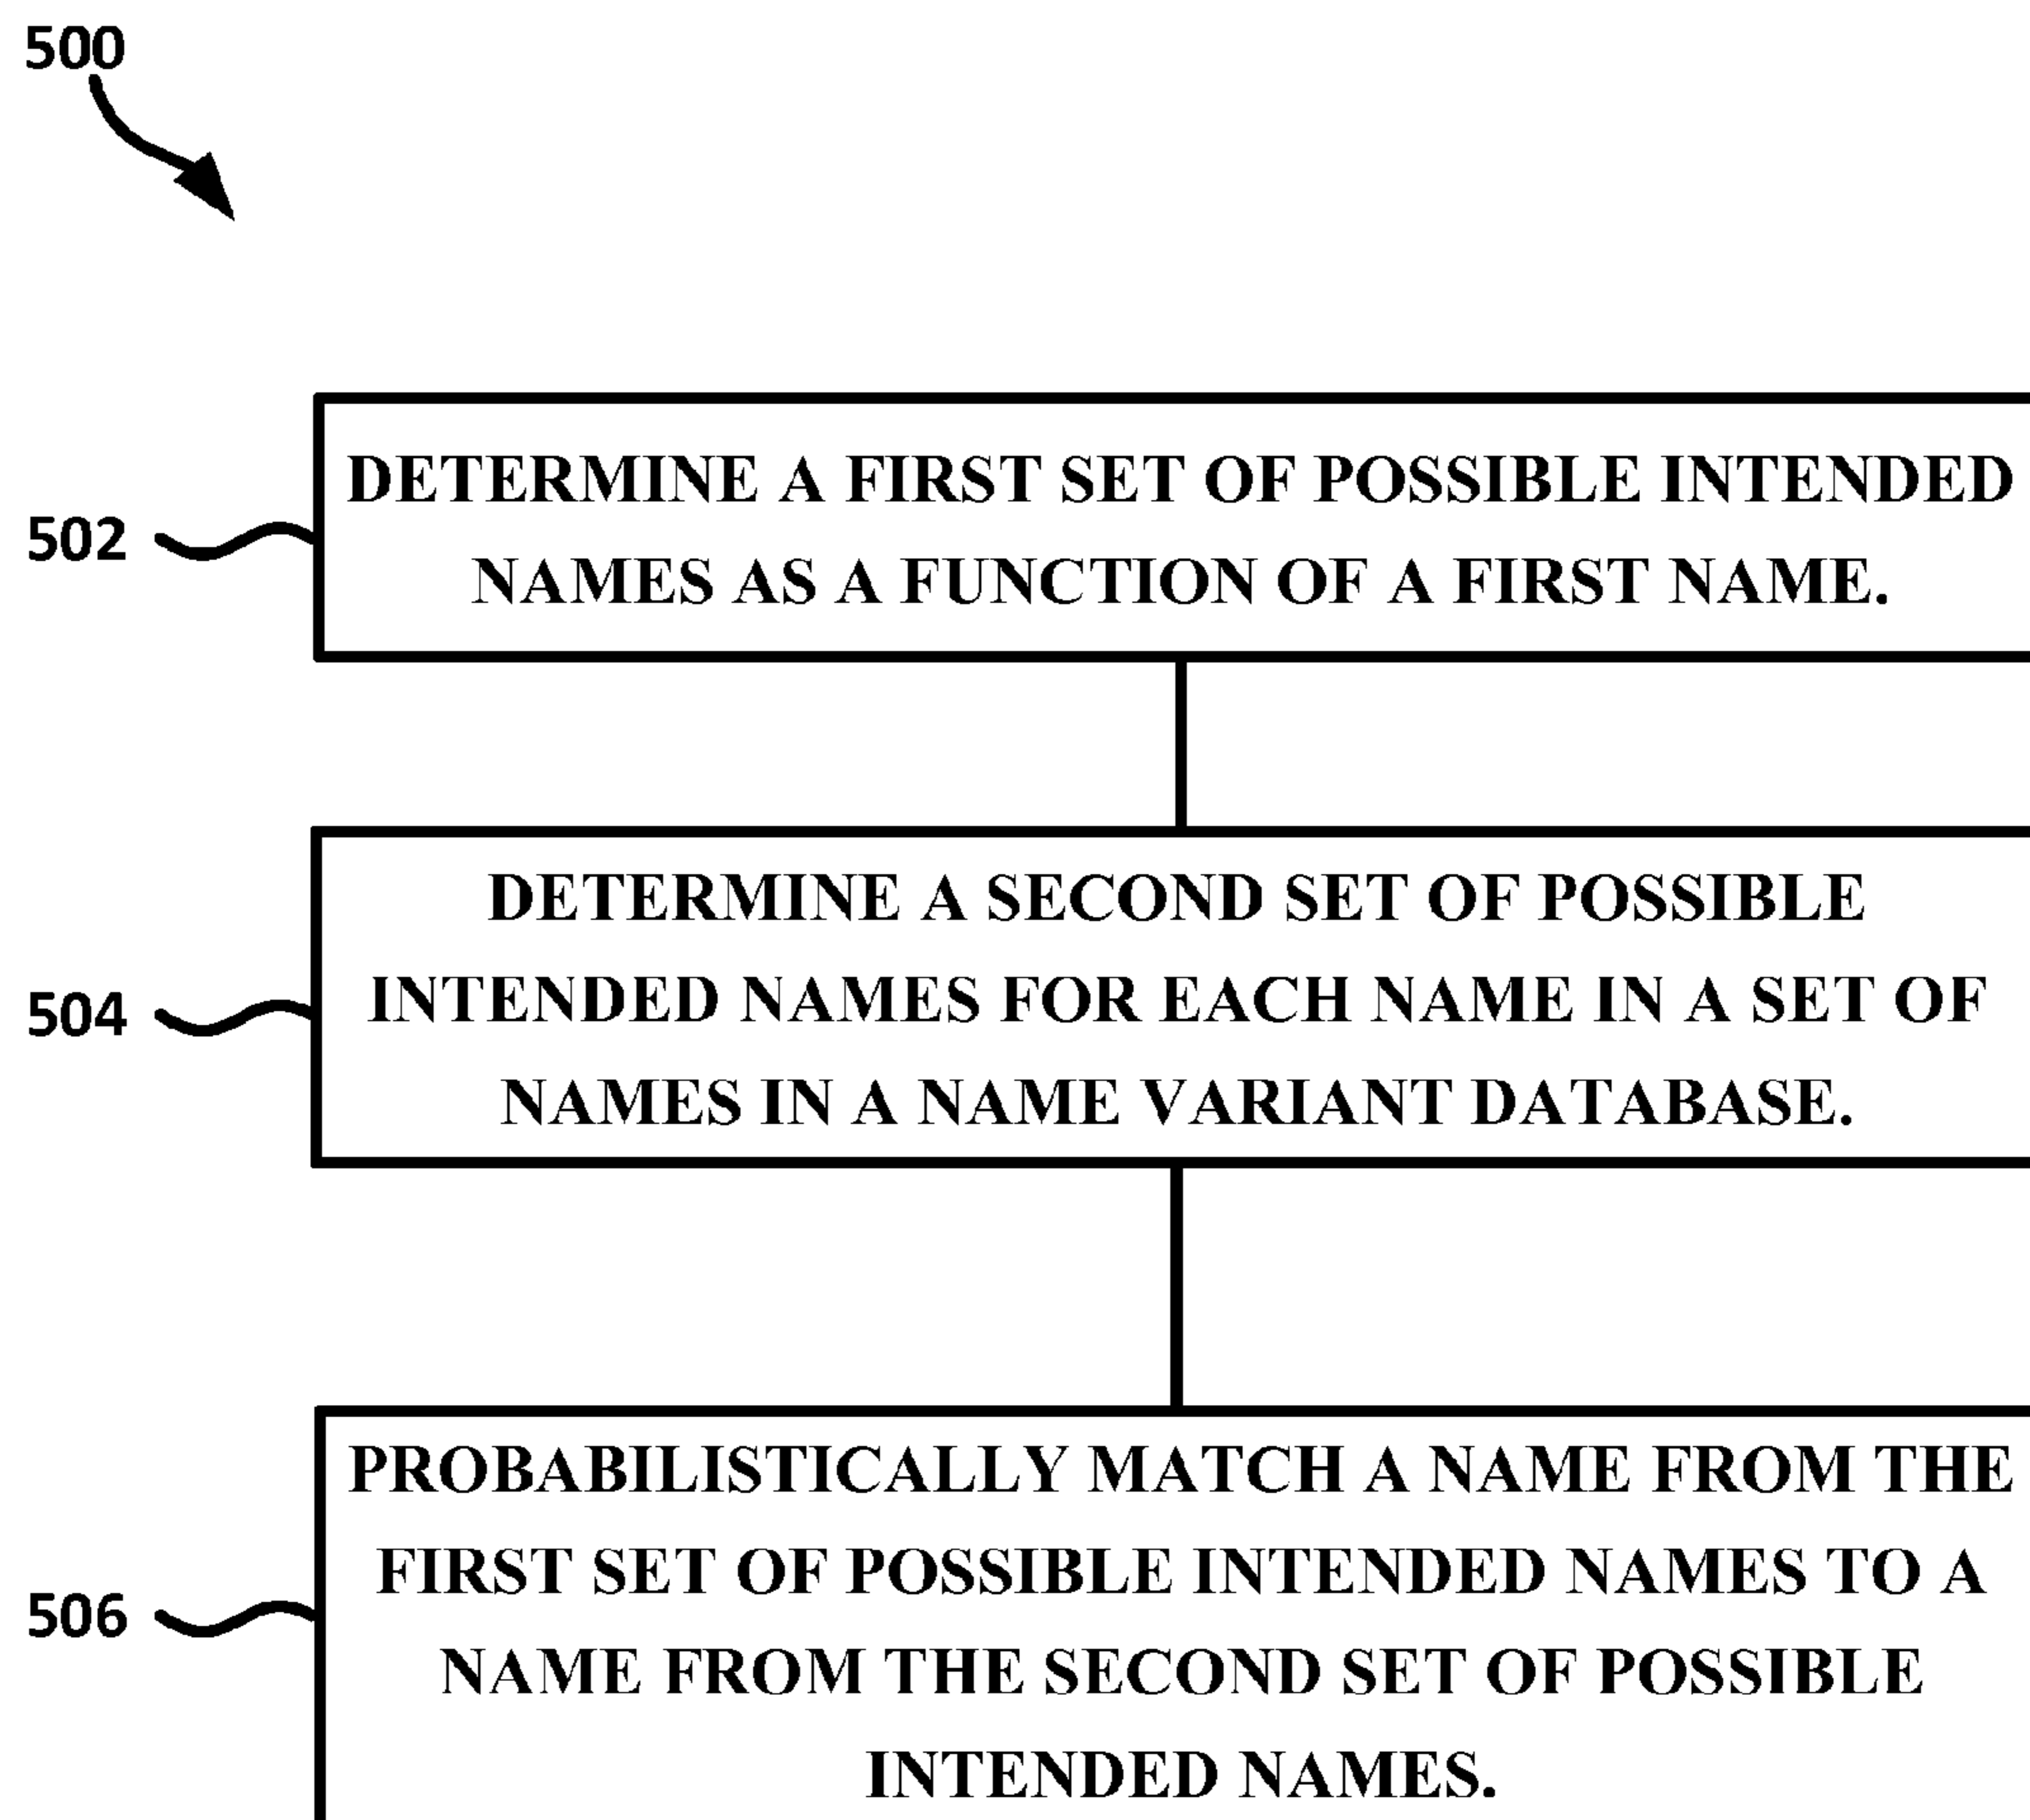 500
502
DETERMINE A FIRST SET OF POSSIBLE INTENDED
NAMES AS A FUNCTION OF A FIRST NAME.
504
DETERMINE A SECOND SET OF POSSIBLE
INTENDED NAMES FOR EACH NAME IN A SET OF
NAMES IN A NAME VARIANT DATABASE.
506
PROBABILISTICALLY MATCH A NAME FROM THE
FIRST SET OF POSSIBLE INTENDED NAMES TO A
NAME FROM THE SECOND SET OF POSSIBLE
INTENDED NAMES.